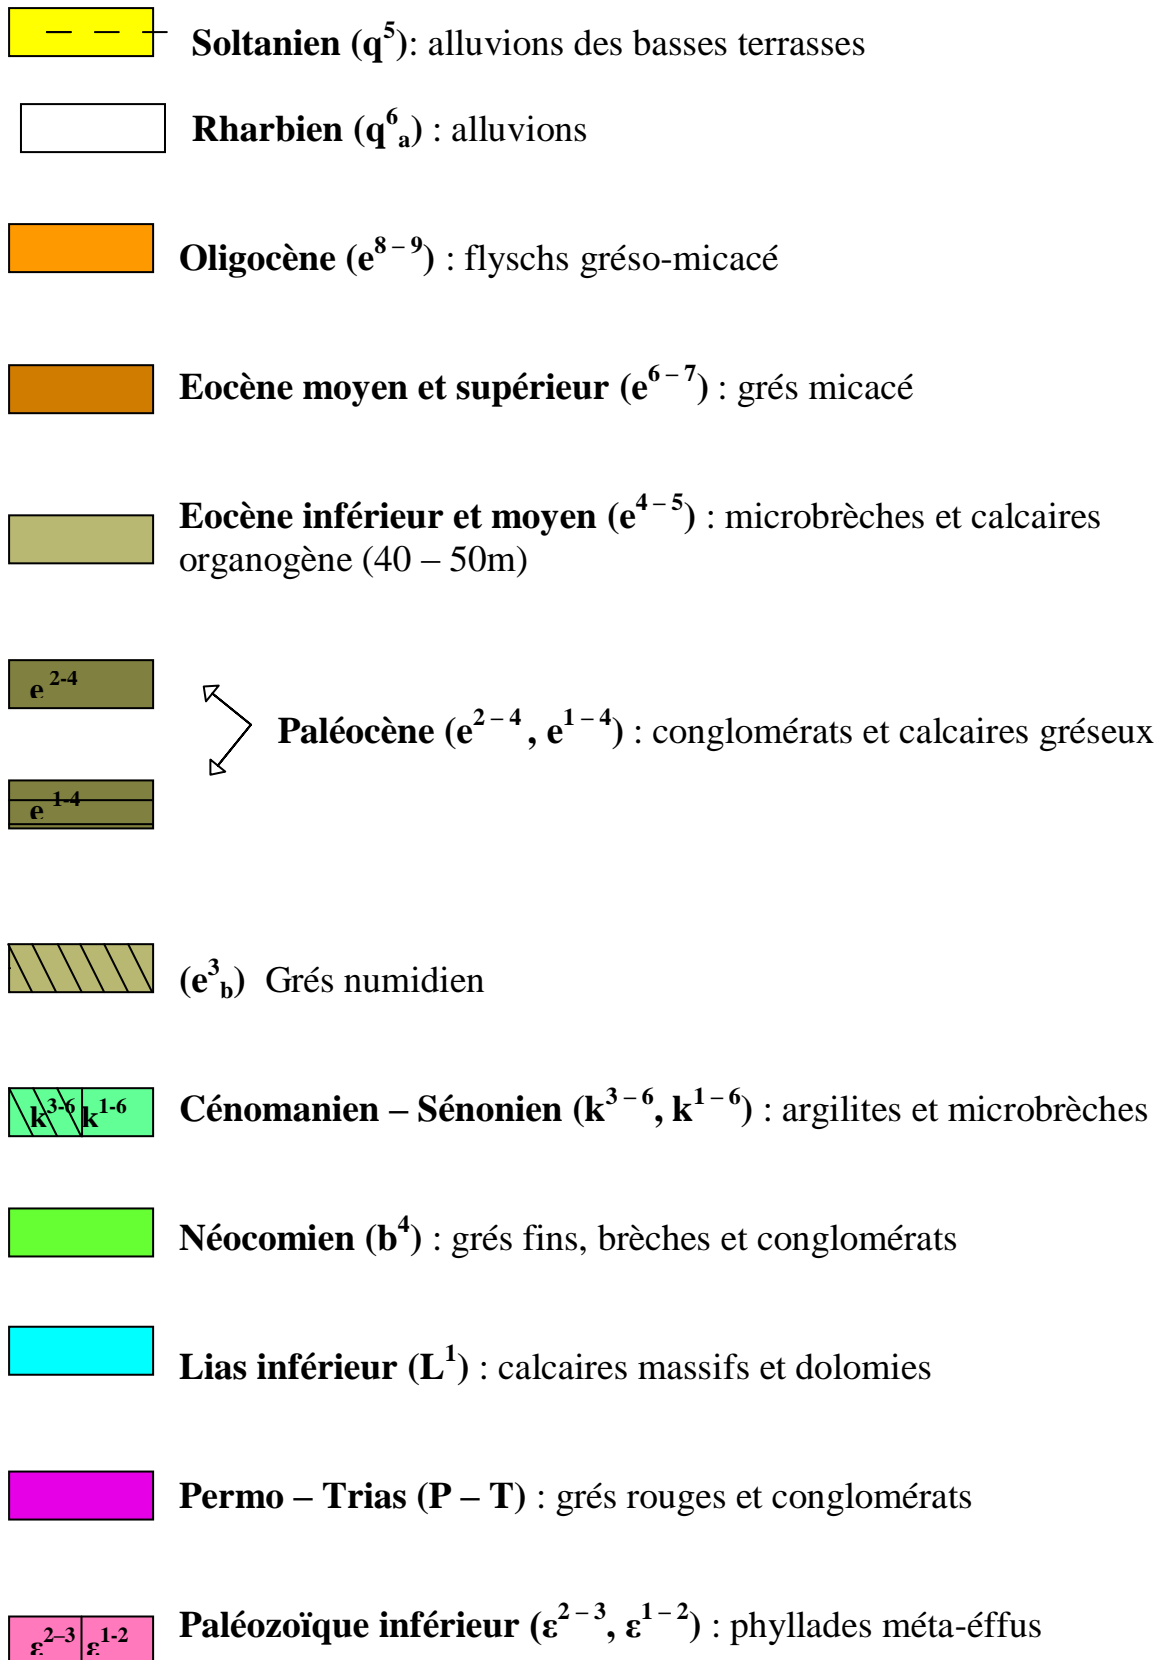 Soltanien (q⁵): alluvions des basses terrasses
Rharbien (q⁶ₐ) : alluvions
Oligocène (e⁸⁻⁹) : flyschs gréso-micacé
Eocène moyen et supérieur (e⁶⁻⁷) : grés micacé
Eocène inférieur et moyen (e⁴⁻⁵) : microbrèches et calcaires
organogène (40 – 50m)
e ²⁻⁴
Paléocène (e²⁻⁴, e¹⁻⁴) : conglomérats et calcaires gréseux
e ¹⁻⁴
(e³b) Grés numidien
k³⁻⁶ k¹⁻⁶ Cénomanien – Sénonien (k³⁻⁶, k¹⁻⁶) : argilites et microbrèches
Néocomien (b⁴) : grés fins, brèches et conglomérats
Lias inférieur (L¹) : calcaires massifs et dolomies
Permo – Trias (P – T) : grés rouges et conglomérats
ε²⁻³ ε¹⁻² Paléozoïque inférieur (ε²⁻³, ε¹⁻²) : phyllades méta-éffus